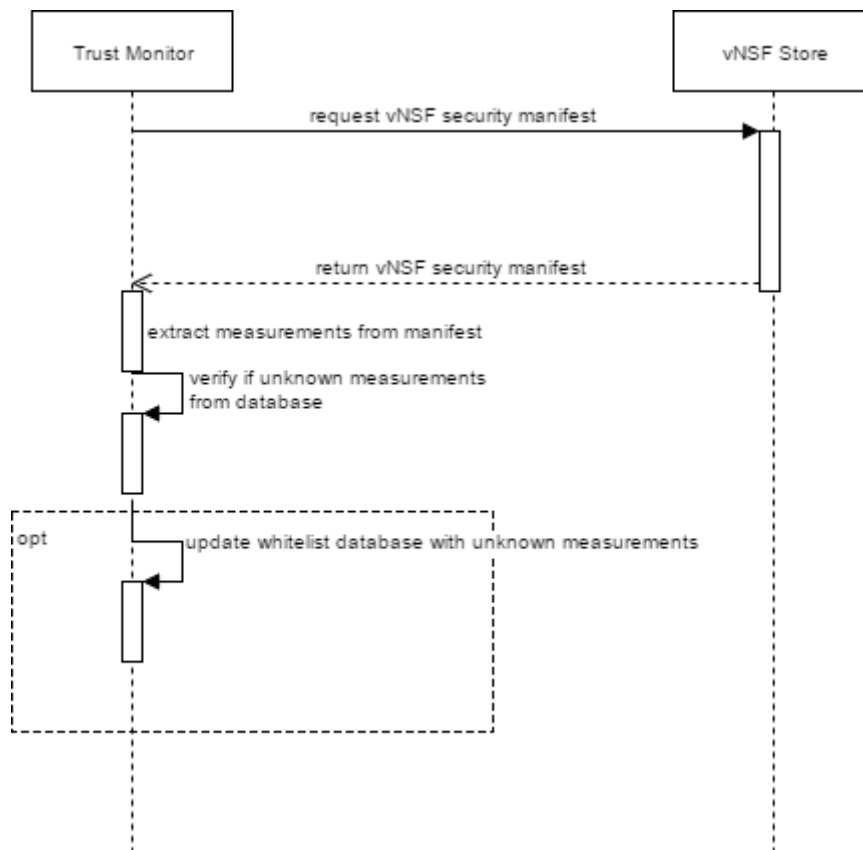 Trust Monitor
vNSF Store
request vNSF security manifest
return vNSF security manifest
extract measurements from manifest
verify if unknown measurements
from database
opt
update whitelist database with unknown measurements